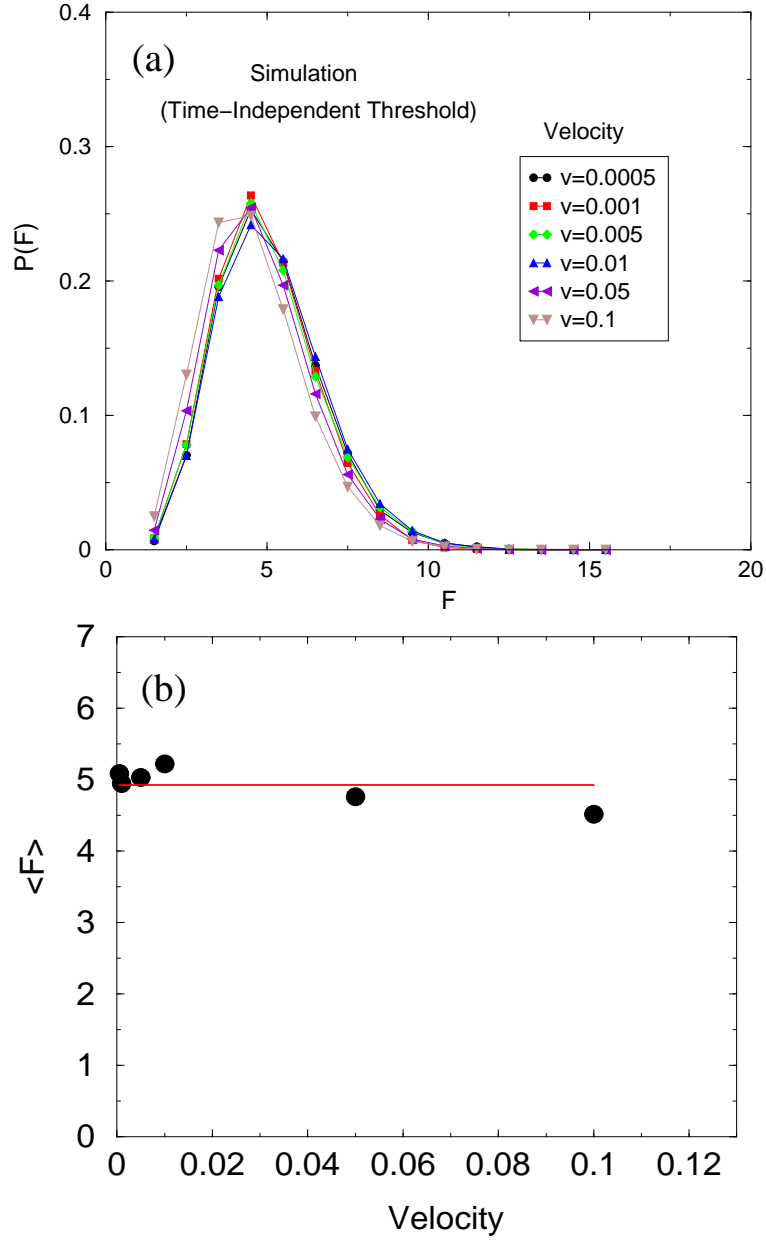 0.4
(a)
Simulation
(Time−Independent Threshold)
Velocity
v=0.0005
v=0.001
v=0.005
v=0.01
v=0.05
v=0.1
0.3
P(F)
0.2
0.1
0
0 5 10 15 20
F
7
(b)
6
5
4
<F>
3
2
1
0
0 0.02 0.04 0.06 0.08 0.1 0.12
Velocity